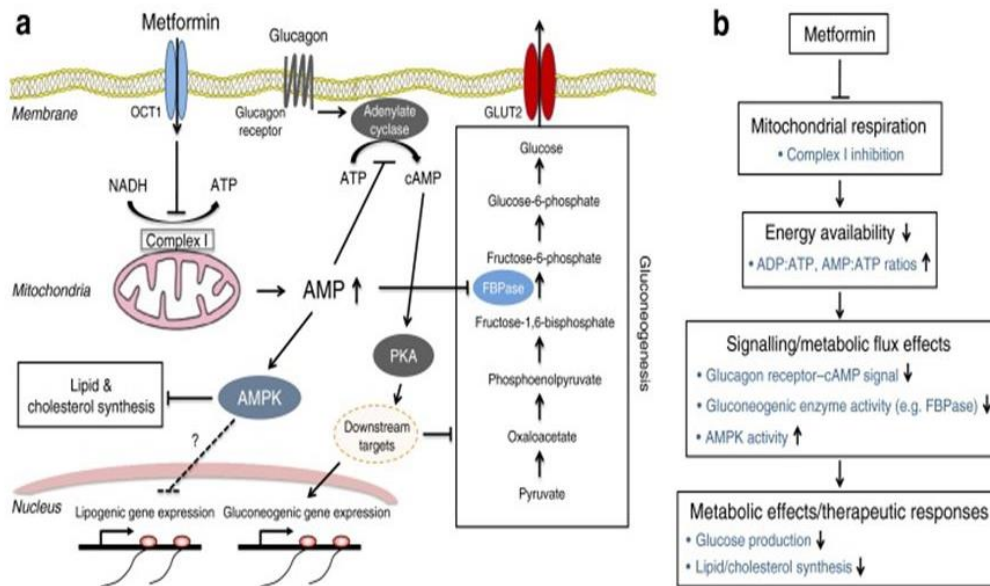 a
Metformin
Glucagon
Membrane
OCT1
Glucagon
receptor
Adenylate
cyclase
GLUT2
NADH
ATP
ATP
cAMP
Complex I
Mitochondria
AMP
FBPase
PKA
Lipid &
cholesterol synthesis
AMPK
?
Downstream
targets
Nucleus
Lipogenic gene expression
Gluconeogenic gene expression
Glucose
Glucose-6-phosphate
Fructose-6-phosphate
Fructose-1,6-bisphosphate
Phosphoenolpyruvate
Oxaloacetate
Pyruvate
Gluconeogenesis
b
Metformin
Mitochondrial respiration
• Complex I inhibition
Energy availability ↓
• ADP:ATP, AMP:ATP ratios ↑
Signalling/metabolic flux effects
• Glucagon receptor–cAMP signal ↓
• Gluconeogenic enzyme activity (e.g. FBPase) ↓
• AMPK activity ↑
Metabolic effects/therapeutic responses
• Glucose production ↓
• Lipid/cholesterol synthesis ↓